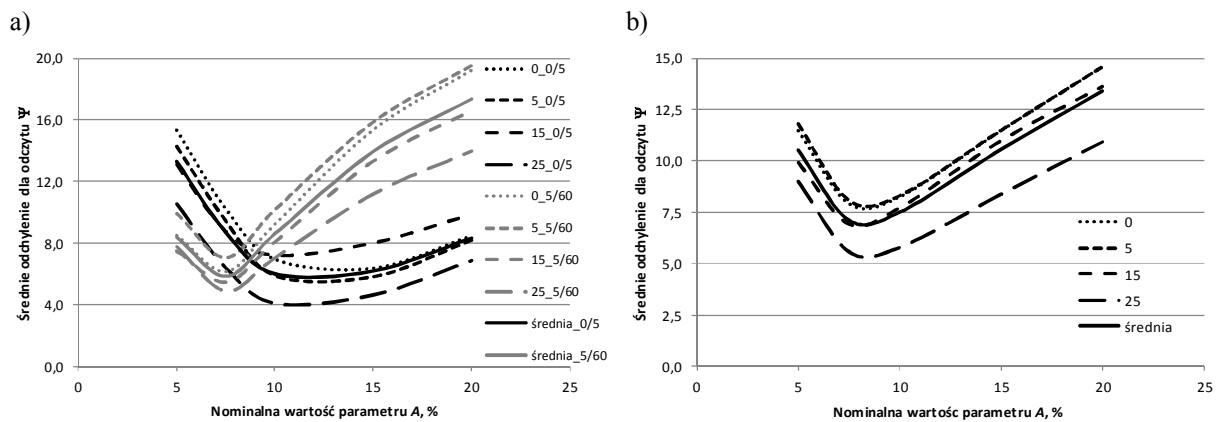 a)
Średnie odchylenie dla odczytu Ψ
20,0
16,0
12,0
8,0
4,0
0,0
0 5 10 15 20 25
Nominalna wartość parametru A, %
0_0/5
5_0/5
15_0/5
25_0/5
0_5/60
5_5/60
15_5/60
25_5/60
średnia_0/5
średnia_5/60
b)
Średnie odchylenie dla odczytu Ψ
15,0
12,5
10,0
7,5
5,0
2,5
0,0
0 5 10 15 20 25
Nominalna wartośc parametru A, %
0
5
15
25
średnia